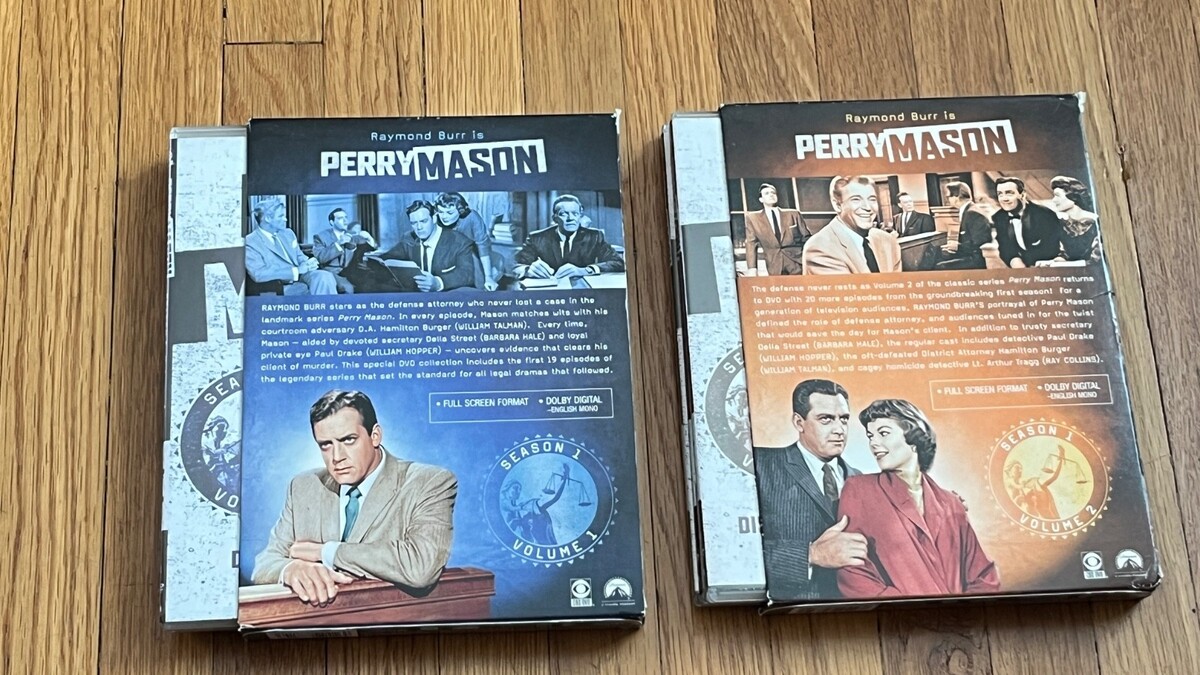 Raymond Burr is
PERRY MASON
RAYMOND BURR stars as the defense attorney who never lost a case in the
landmark series Perry Mason. In every episode, Mason matches wits with his
courtroom adversary D.A. Hamilton Burger (WILLIAM TALMAN). Every time,
Mason — aided by devoted secretary Della Street (BARBARA HALE) and loyal
private eye Paul Drake (WILLIAM HOPPER) — uncovers evidence that clears his
client of murder. This special DVD collection includes the first 19 episodes of
the legendary series that set the standard for all legal dramas that followed.
• FULL SCREEN FORMAT • DOLBY DIGITAL
–ENGLISH MONO
SEASON 1
VOLUME 1
CBS DVD
M
SEA
VO
Raymond Burr is
PERRY MASON
The defense never rests as Volume 2 of the classic series Perry Mason returns
to DVD with 20 more episodes from the groundbreaking first season! For a
generation of television audiences, RAYMOND BURR'S portrayal of Perry Mason
defined the role of defense attorney, and audiences tuned in for the twist
that would save the day for Mason's client. In addition to trusty secretary
Della Street (BARBARA HALE), the regular cast includes detective Paul Drake
(WILLIAM HOPPER), the oft-defeated District Attorney Hamilton Burger
(WILLIAM TALMAN), and cagey homicide detective Lt. Arthur Tragg (RAY COLLINS).
• FULL SCREEN FORMAT • DOLBY DIGITAL
–ENGLISH MONO
SEASON 1
VOLUME 2
CBS DVD
DI